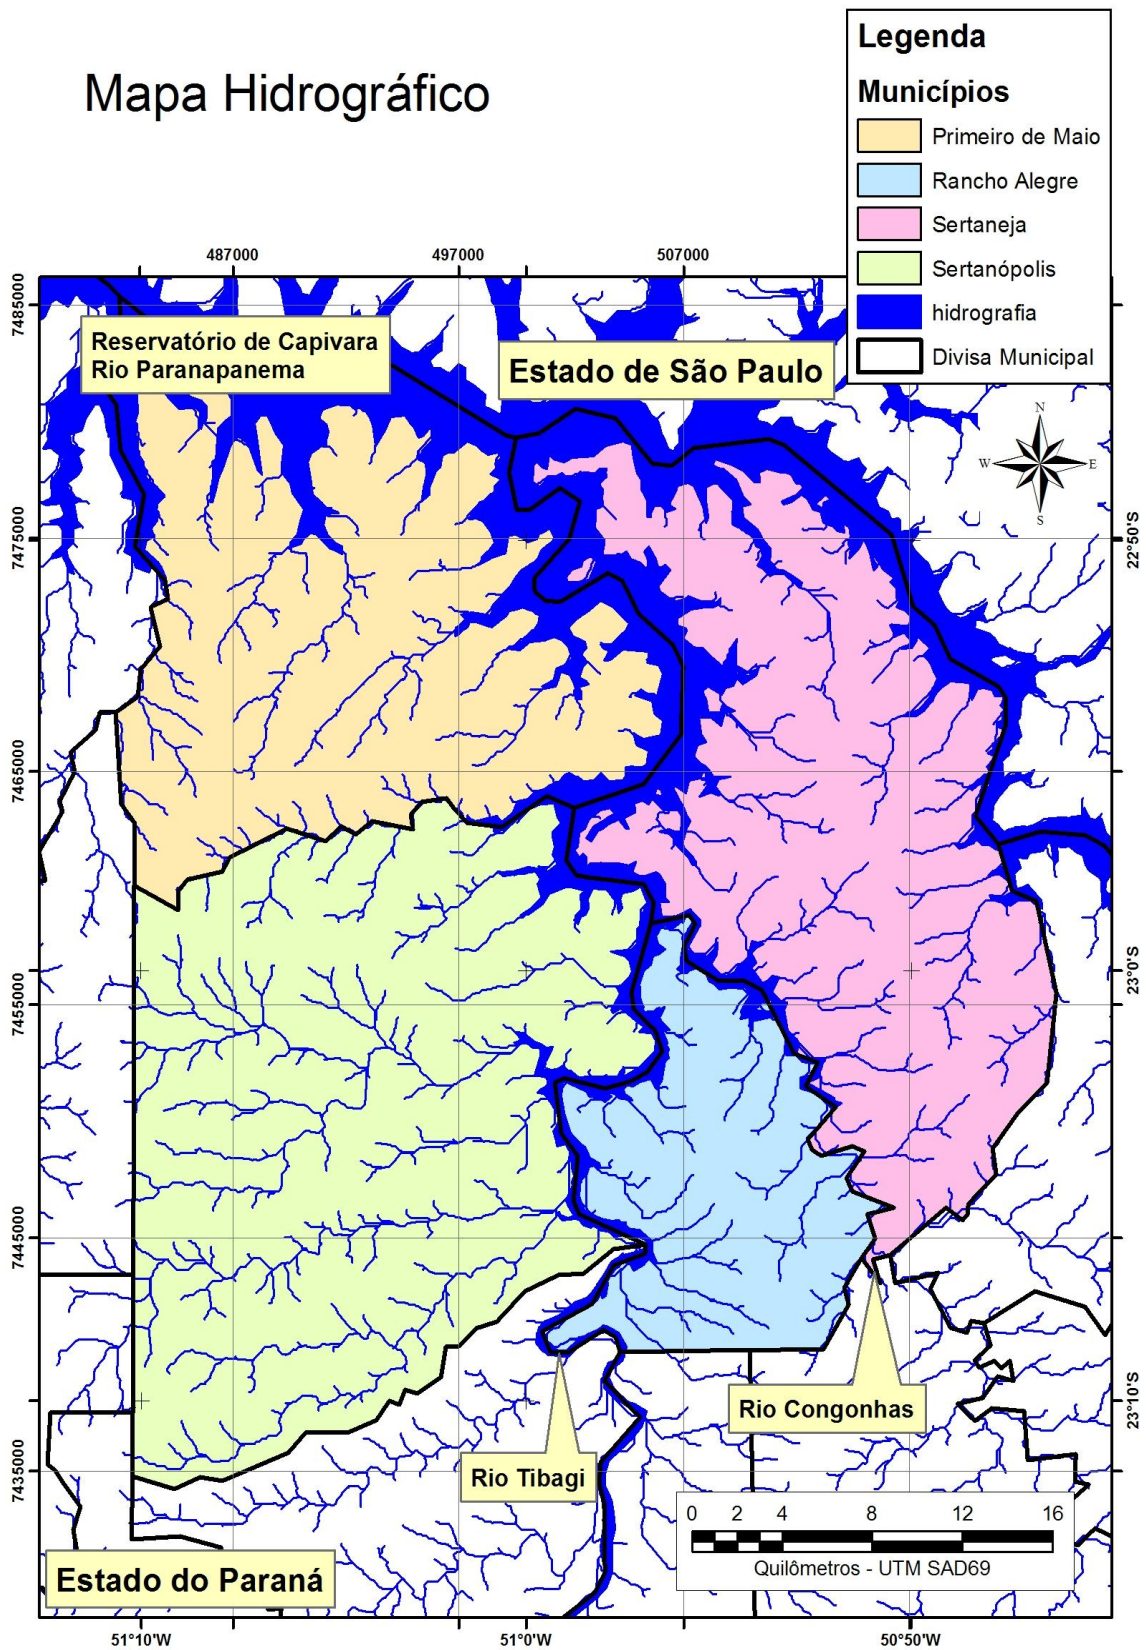 Mapa Hidrográfico
Legenda
Municípios
Primeiro de Maio
Rancho Alegre
Sertaneja
Sertanópolis
hidrografia
Divisa Municipal
487000
497000
507000
7485000
7475000
7465000
7455000
7445000
7435000
Reservatório de Capivara
Rio Paranapanema
Estado de São Paulo
N
W
E
S
22°50'S
23°0'S
23°10'S
Rio Congonhas
Rio Tibagi
0 2 4 8 12 16
Quilômetros - UTM SAD69
Estado do Paraná
51°10'W
51°0'W
50°50'W